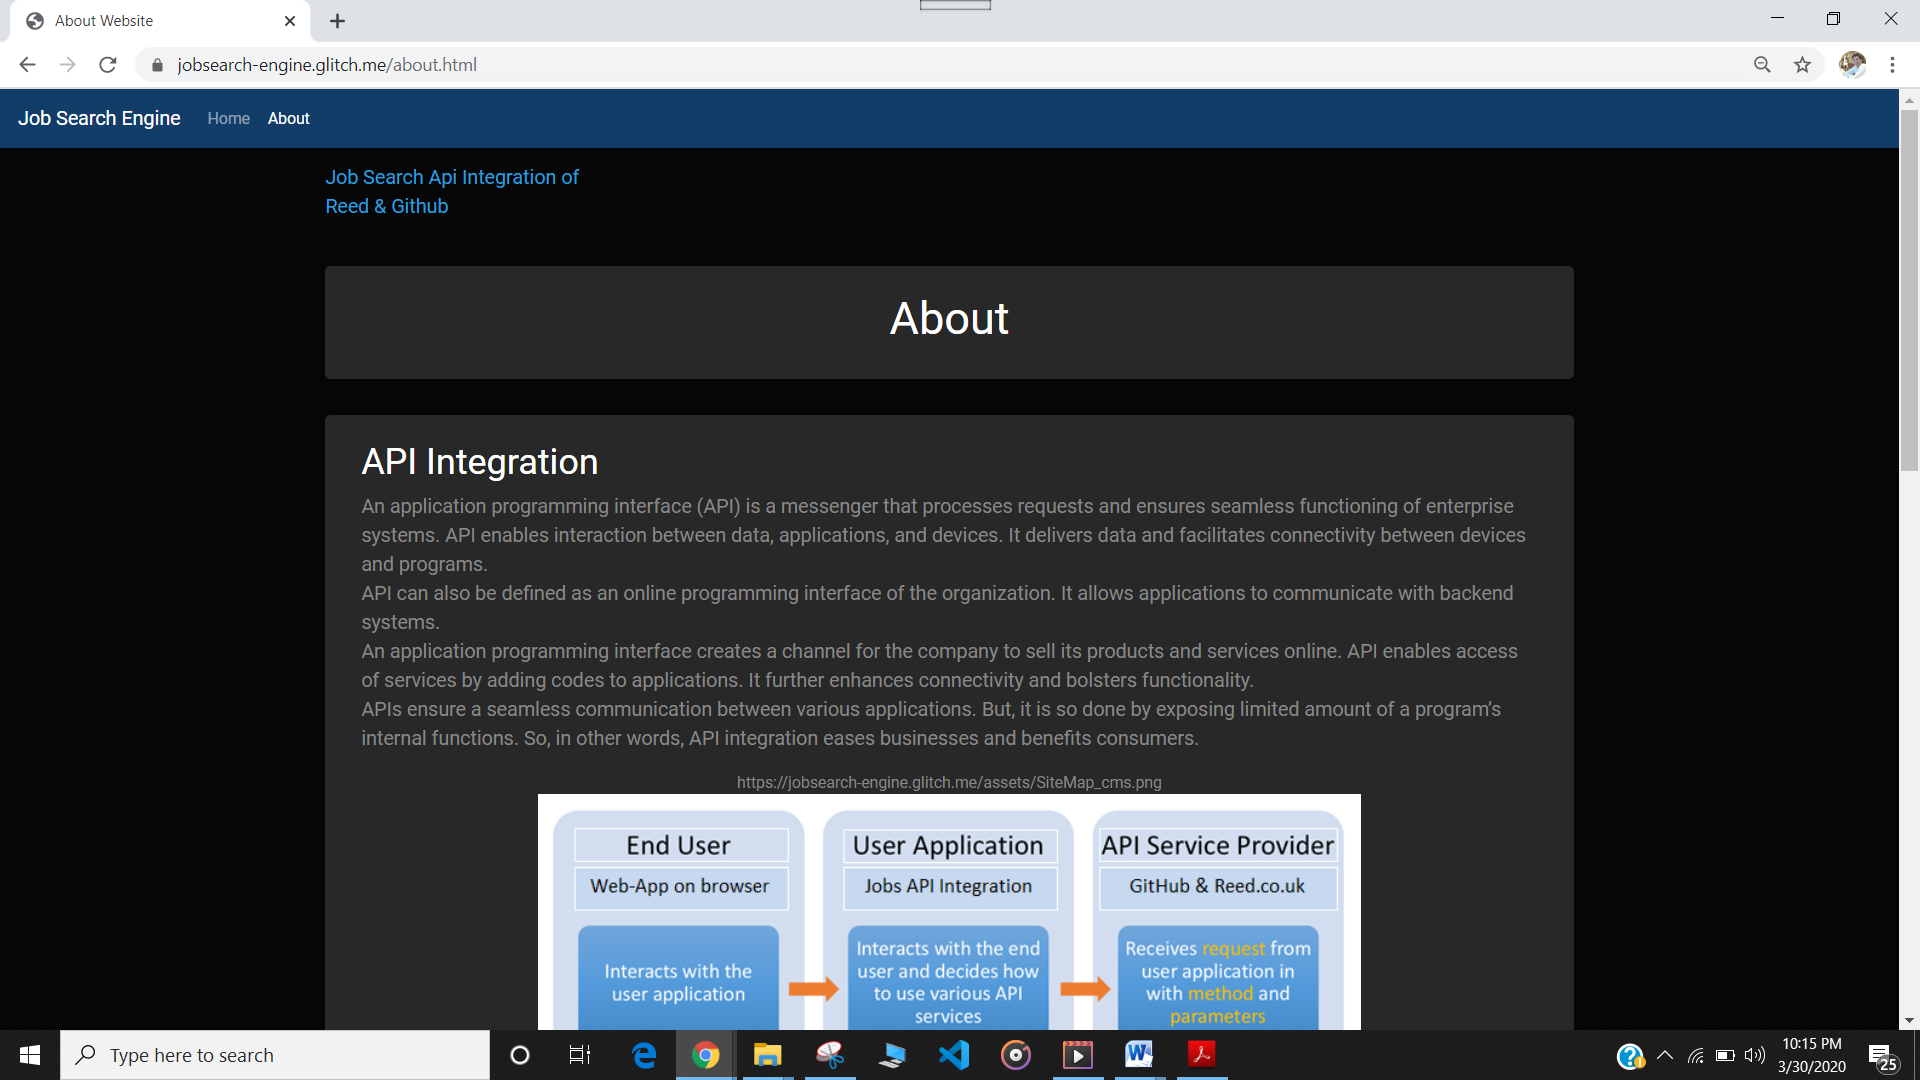 About Website
jobsearch-engine.glitch.me/about.html
Job Search Engine Home About
Job Search Api Integration of
Reed & Github
About
API Integration
An application programming interface (API) is a messenger that processes requests and ensures seamless functioning of enterprise
systems. API enables interaction between data, applications, and devices. It delivers data and facilitates connectivity between devices
and programs.
API can also be defined as an online programming interface of the organization. It allows applications to communicate with backend
systems.
An application programming interface creates a channel for the company to sell its products and services online. API enables access
of services by adding codes to applications. It further enhances connectivity and bolsters functionality.
APIs ensure a seamless communication between various applications. But, it is so done by exposing limited amount of a program’s
internal functions. So, in other words, API integration eases businesses and benefits consumers.
https://jobsearch-engine.glitch.me/assets/SiteMap_cms.png
End User
Web-App on browser
Interacts with the
user application
User Application
Jobs API Integration
Interacts with the end
user and decides how
to use various API
services
API Service Provider
GitHub & Reed.co.uk
Receives request from
user application in
with method and
parameters
Type here to search
10:15 PM
3/30/2020
25